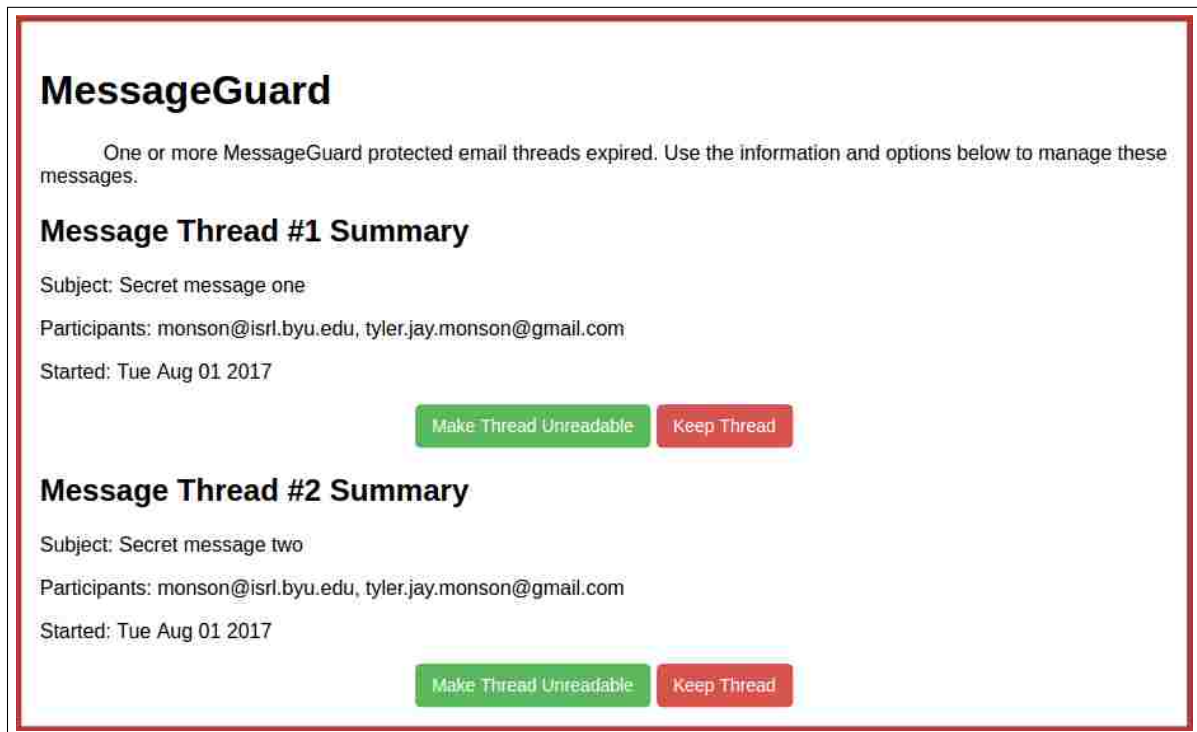 MessageGuard
One or more MessageGuard protected email threads expired. Use the information and options below to manage these
messages.
Message Thread #1 Summary
Subject: Secret message one
Participants: monson@isrl.byu.edu, tyler.jay.monson@gmail.com
Started: Tue Aug 01 2017
Make Thread Unreadable Keep Thread
Message Thread #2 Summary
Subject: Secret message two
Participants: monson@isrl.byu.edu, tyler.jay.monson@gmail.com
Started: Tue Aug 01 2017
Make Thread Unreadable Keep Thread